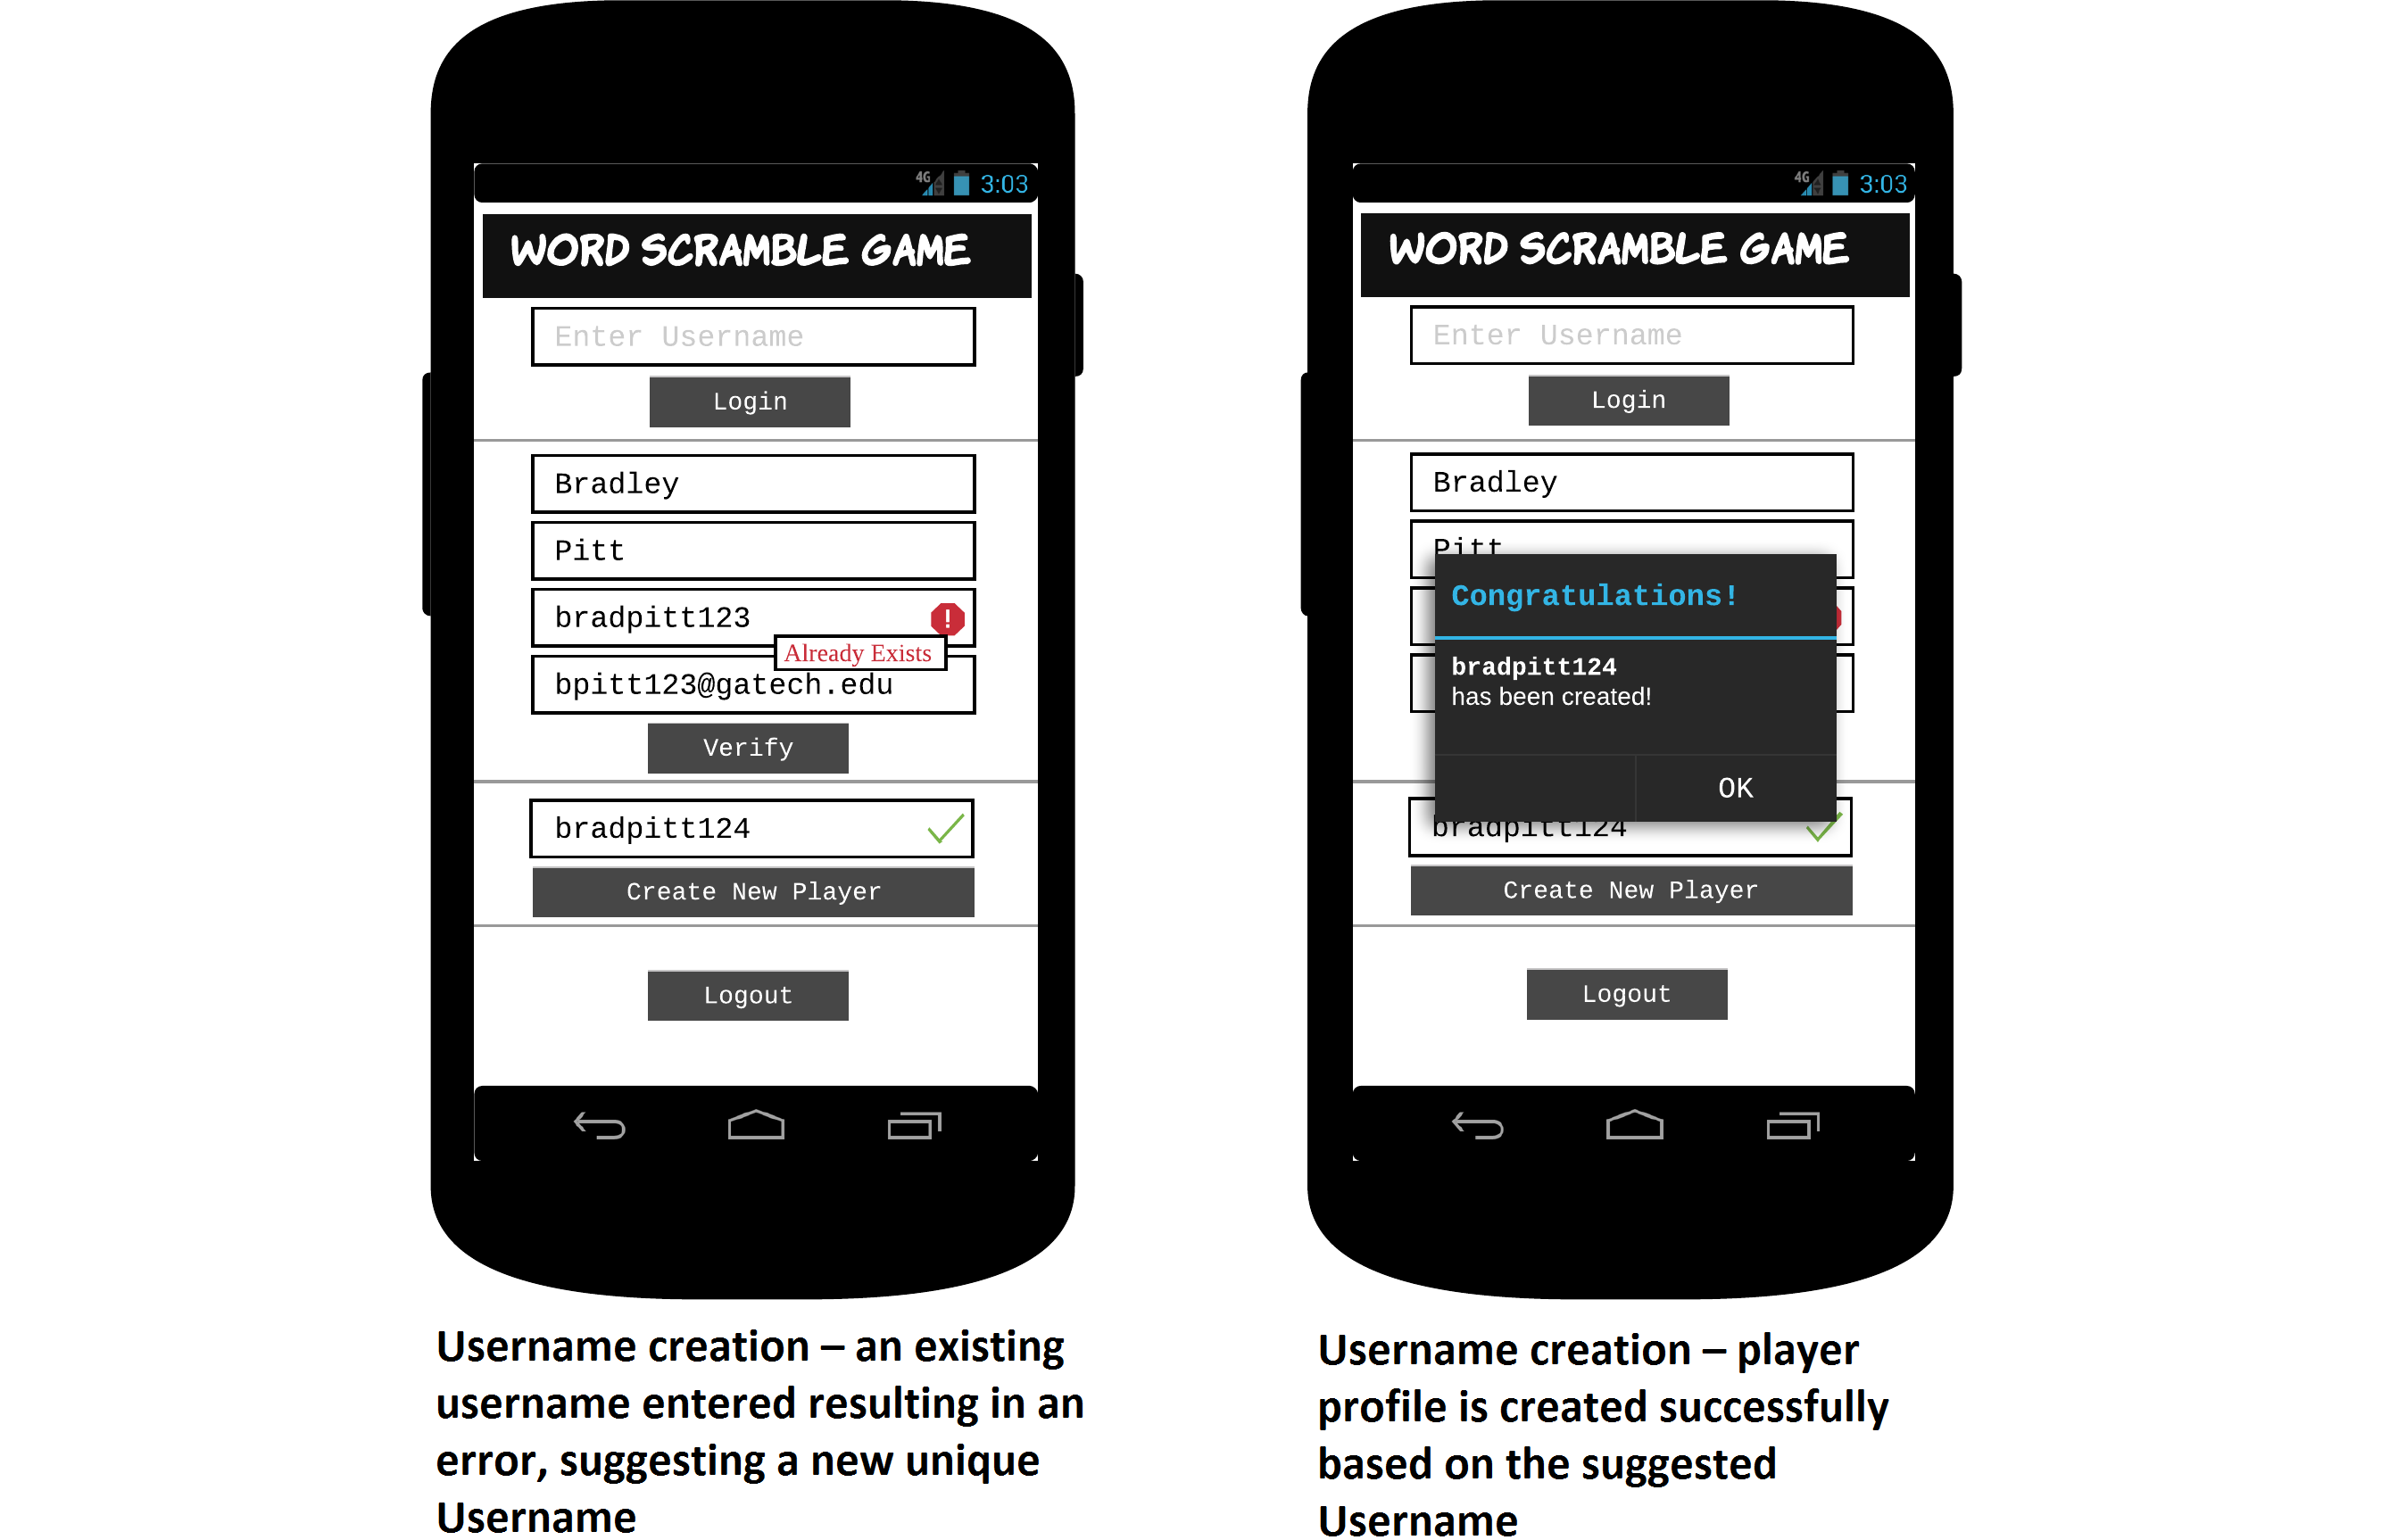 4G 3:03
WORD SCRAMBLE GAME
Enter Username
Login
Bradley
Pitt
bradpitt123
Already Exists
bpitt123@gatech.edu
Verify
bradpitt124
Create New Player
Logout
Username creation – an existing
username entered resulting in an
error, suggesting a new unique
Username
4G 3:03
WORD SCRAMBLE GAME
Enter Username
Login
Bradley
Pitt
Congratulations!
bradpitt124
has been created!
OK
bradpitt124
Create New Player
Logout
Username creation – player
profile is created successfully
based on the suggested
Username